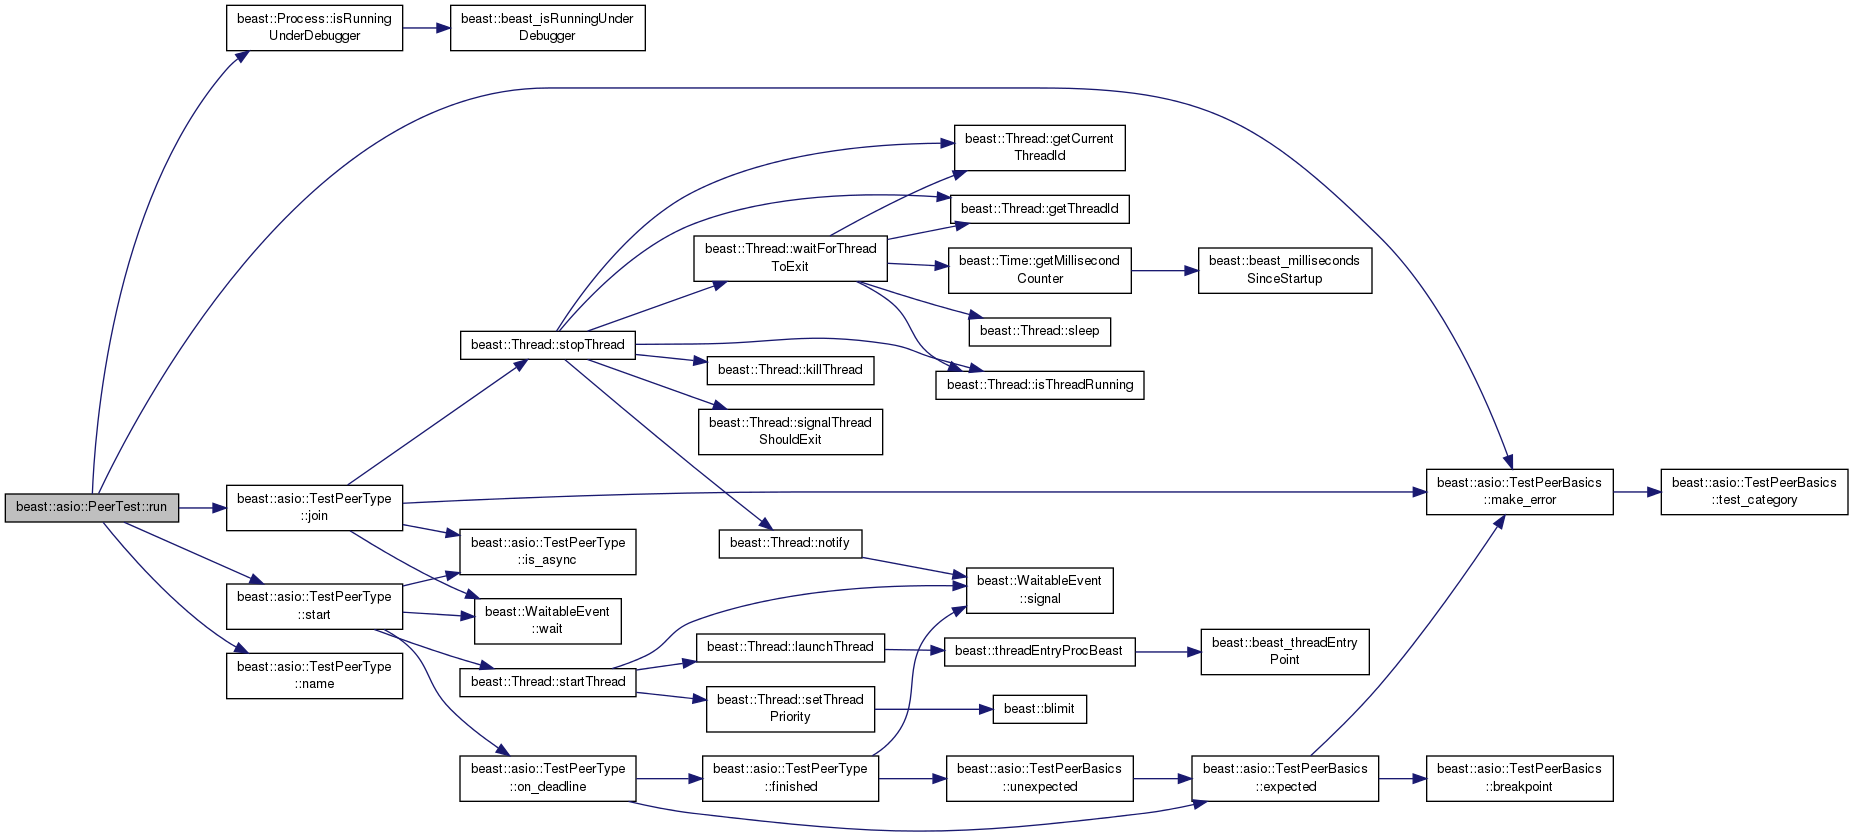 beast::Process::isRunning
UnderDebugger
beast::beast_isRunningUnder
Debugger
beast::Thread::getCurrent
ThreadId
beast::Thread::getThreadId
beast::Thread::waitForThread
ToExit
beast::Time::getMillisecond
Counter
beast::beast_milliseconds
SinceStartup
beast::Thread::sleep
beast::Thread::stopThread
beast::Thread::killThread
beast::Thread::isThreadRunning
beast::Thread::signalThread
ShouldExit
beast::asio::PeerTest::run
beast::asio::TestPeerType
::join
beast::asio::TestPeerBasics
::make_error
beast::asio::TestPeerBasics
::test_category
beast::asio::TestPeerType
::is_async
beast::Thread::notify
beast::WaitableEvent
::signal
beast::asio::TestPeerType
::start
beast::WaitableEvent
::wait
beast::asio::TestPeerType
::name
beast::Thread::startThread
beast::Thread::launchThread
beast::threadEntryProcBeast
beast::beast_threadEntry
Point
beast::Thread::setThread
Priority
beast::blimit
beast::asio::TestPeerType
::on_deadline
beast::asio::TestPeerType
::finished
beast::asio::TestPeerBasics
::unexpected
beast::asio::TestPeerBasics
::expected
beast::asio::TestPeerBasics
::breakpoint